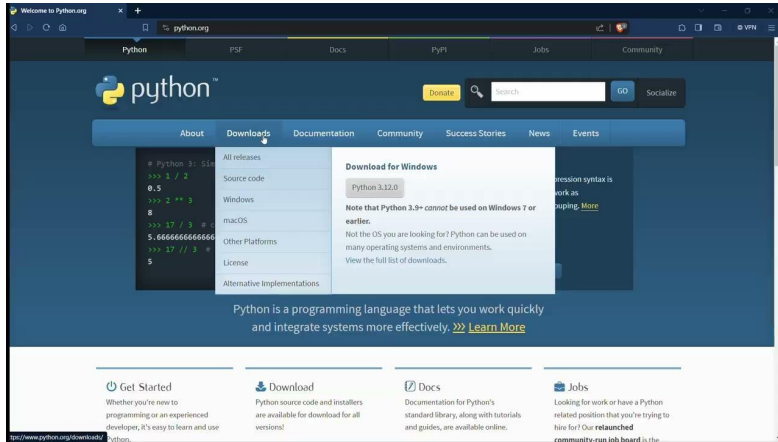 Welcome to Python.org
python.org
VPN
Python PSF Docs PyPI Jobs Community
python™
Donate Search GO Socialize
About Downloads Documentation Community Success Stories News Events
# Python 3: Sim
>>> 1 / 2
0.5
>>> 2 ** 3
8
>>> 17 / 3 # c
5.666666666666
>>> 17 // 3 #
5
All releases
Source code
Windows
macOS
Other Platforms
License
Alternative Implementations
Download for Windows
Python 3.12.0
Note that Python 3.9+ cannot be used on Windows 7 or
earlier.
Not the OS you are looking for? Python can be used on
many operating systems and environments.
View the full list of downloads.
pression syntax is
work as
uping. More
Python is a programming language that lets you work quickly
and integrate systems more effectively. >>> Learn More
Get Started
Whether you're new to
programming or an experienced
developer, it's easy to learn and use
Python.
Download
Python source code and installers
are available for download for all
versions!
Docs
Documentation for Python's
standard library, along with tutorials
and guides, are available online.
Jobs
Looking for work or have a Python
related position that you're trying to
hire for? Our relaunched
community-run job board is the
tps://www.python.org/downloads/